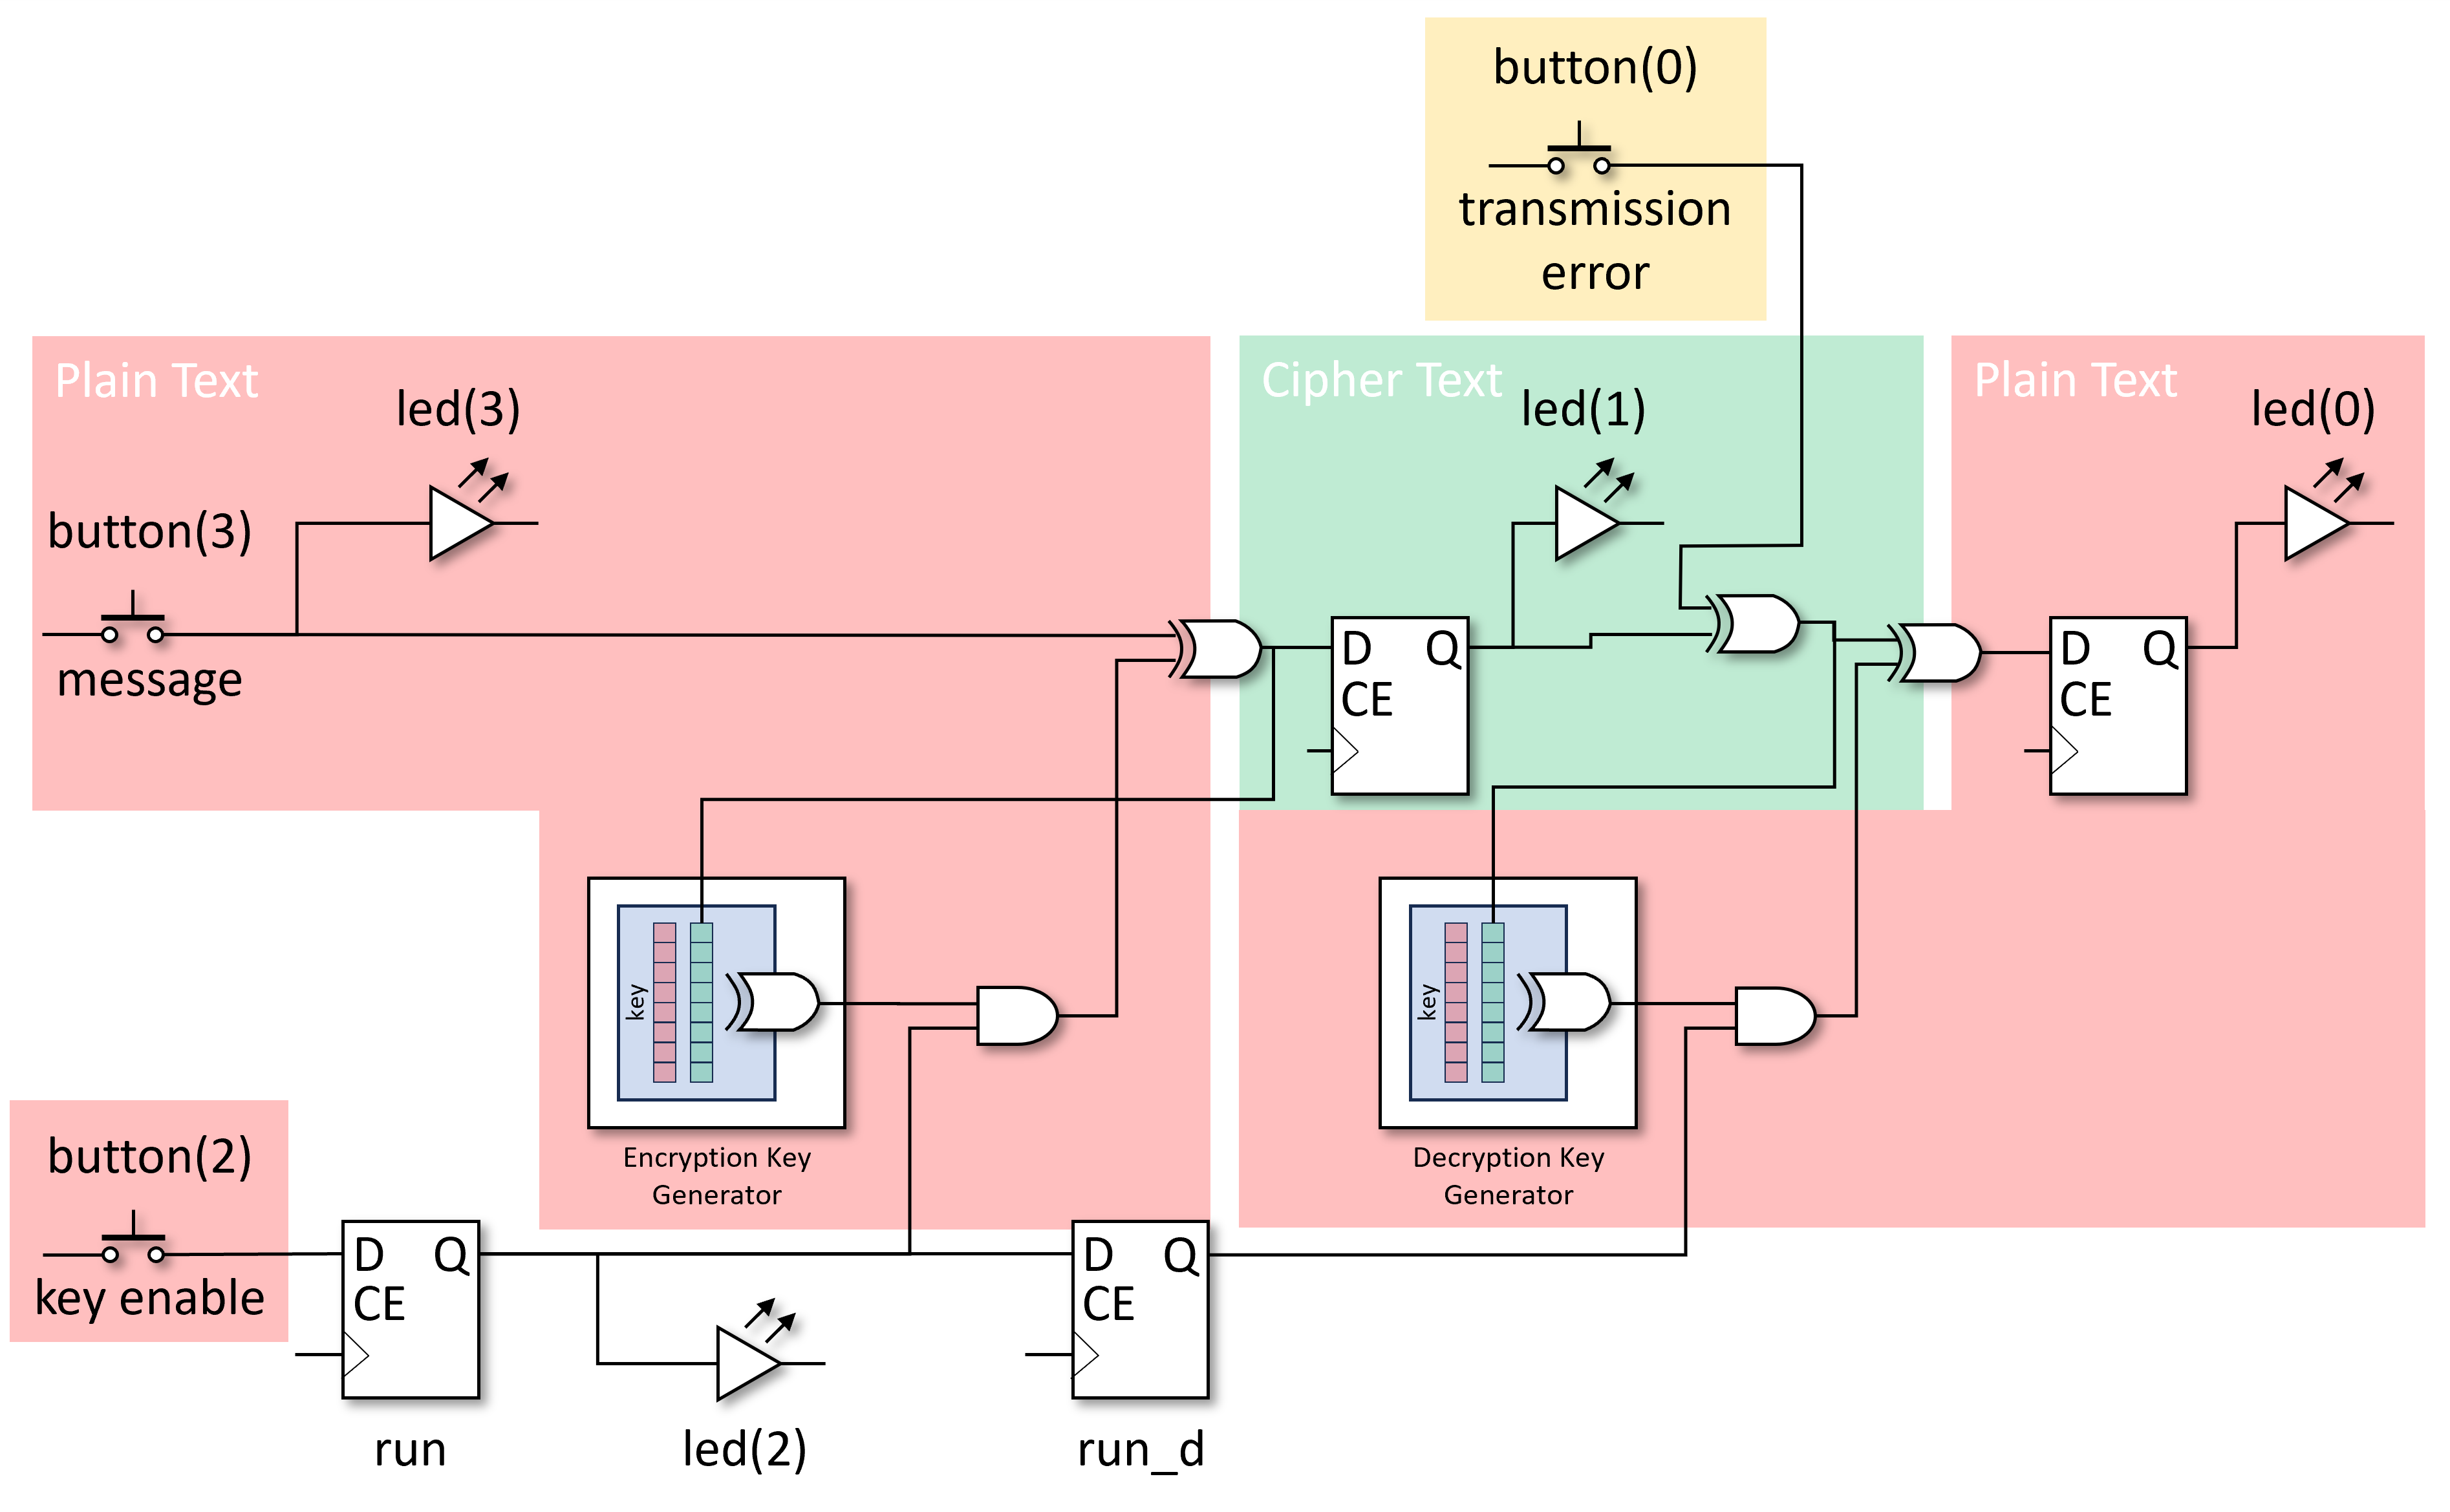 button(0)
transmission
error
Plain Text
led(3)
button(3)
message
Cipher Text
led(1)
D Q
CE
Plain Text
led(0)
D Q
CE
key
Encryption Key
Generator
key
Decryption Key
Generator
button(2)
key enable
D Q
CE
run
led(2)
D Q
CE
run_d